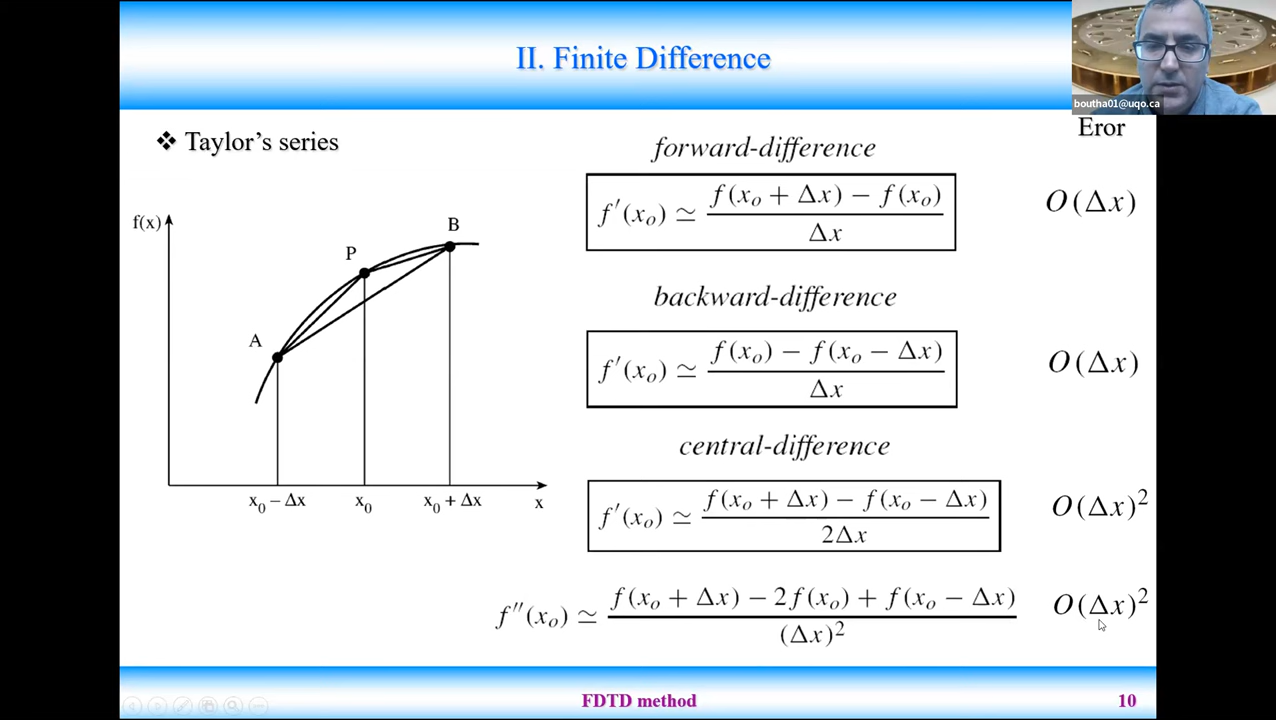 II. Finite Difference
boutha01@uqo.ca
❖ Taylor's series
Eror
forward-difference
f'(xₒ) ≃ f(xₒ + Δx) − f(xₒ) / Δx
O(Δx)
backward-difference
f'(xₒ) ≃ f(xₒ) − f(xₒ − Δx) / Δx
O(Δx)
central-difference
f'(xₒ) ≃ f(xₒ + Δx) − f(xₒ − Δx) / 2Δx
O(Δx)²
f''(xₒ) ≃ f(xₒ + Δx) − 2f(xₒ) + f(xₒ − Δx) / (Δx)²
O(Δx)²
f(x)
B
P
A
x₀ − Δx
x₀
x₀ + Δx
x
FDTD method
10